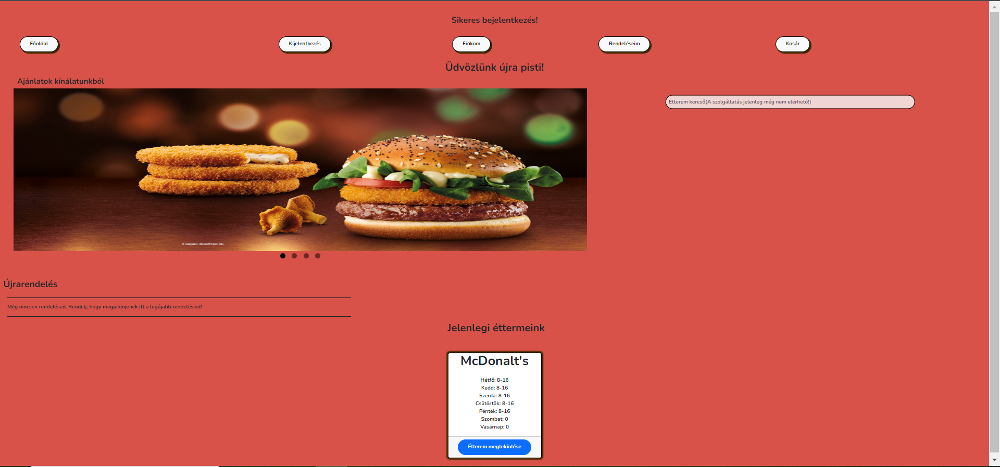 Sikeres bejelentkezés!
Főoldal
Kijelentkezés
Fiókom
Rendeléseim
Kosár
Üdvözlünk újra pisti!
Ajánlatok kínálatunkból
Étterem kereső(A szolgáltatás jelenleg még nem elérhető!)
A képek illusztrációk.
Újrarendelés
Még nincsen rendelésed. Rendelj, hogy megjelenjenek itt a legújabb rendeléseid!
Jelenlegi éttermeink
McDonalt's
Hétfő: 8-16
Kedd: 8-16
Szerda: 8-16
Csütörtök: 8-16
Péntek: 8-16
Szombat: 0
Vasárnap: 0
Étterem megtekintése